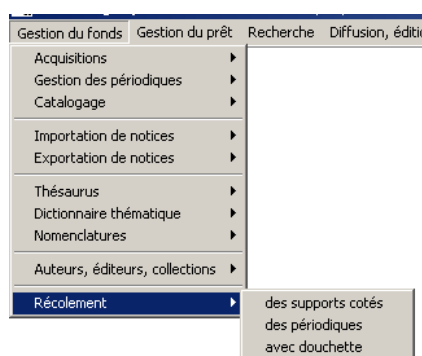 Gestion du fonds Gestion du prêt Recherche Diffusion,
Acquisitions
Gestion des périodiques
Catalogage
Importation de notices
Exportation de notices
Thésaurus
Dictionnaire thématique
Nomenclatures
Auteurs, éditeurs, collections
Récolement
des supports cotés
des périodiques
avec douchette